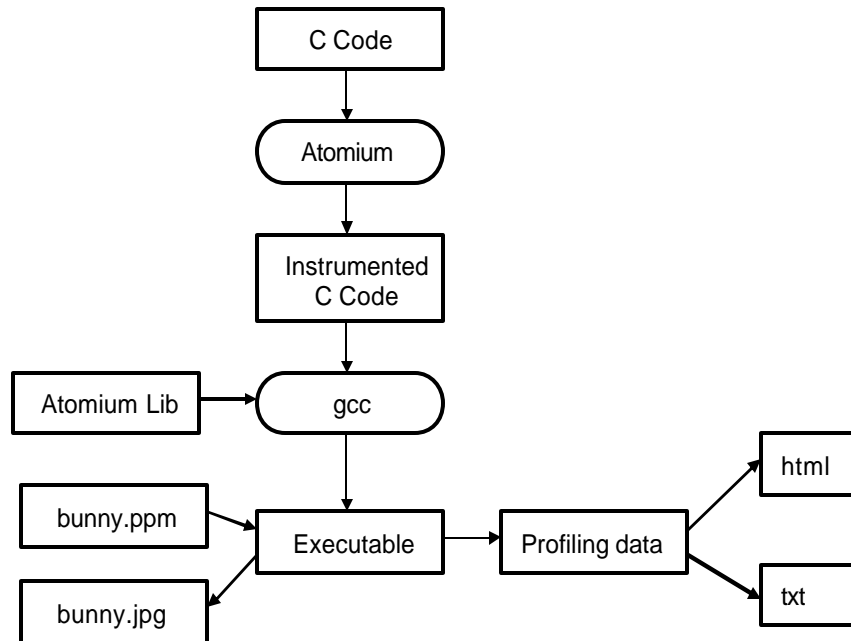 C Code
Atomium
Instrumented
C Code
Atomium Lib
gcc
html
bunny.ppm
Executable
Profiling data
bunny.jpg
txt